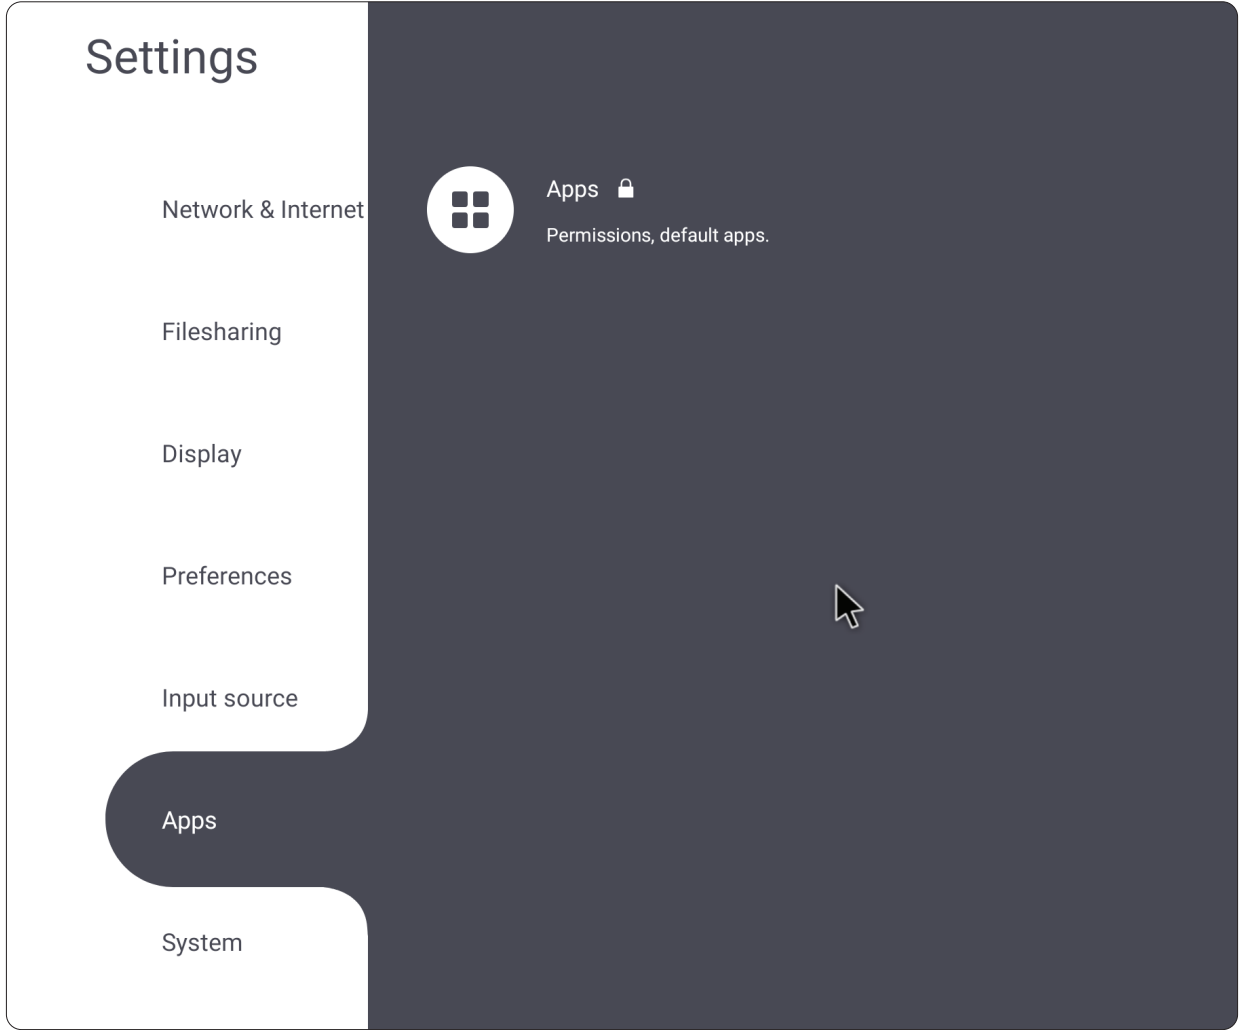 Settings
Network & Internet
Filesharing
Display
Preferences
Input source
Apps
System
Apps
Permissions, default apps.